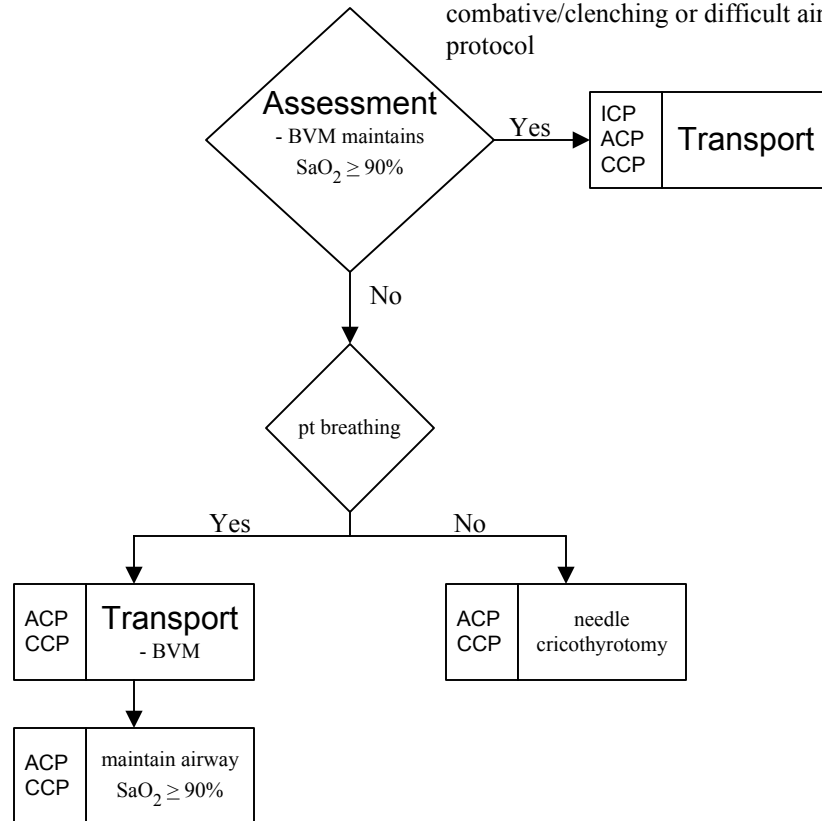 combative/clenching or difficult air
protocol
Assessment
- BVM maintains
SaO2 ≥ 90%
Yes
ICP
ACP
CCP
Transport
No
pt breathing
Yes
No
ACP
CCP
Transport
- BVM
ACP
CCP
needle
cricothyrotomy
ACP
CCP
maintain airway
SaO2 ≥ 90%